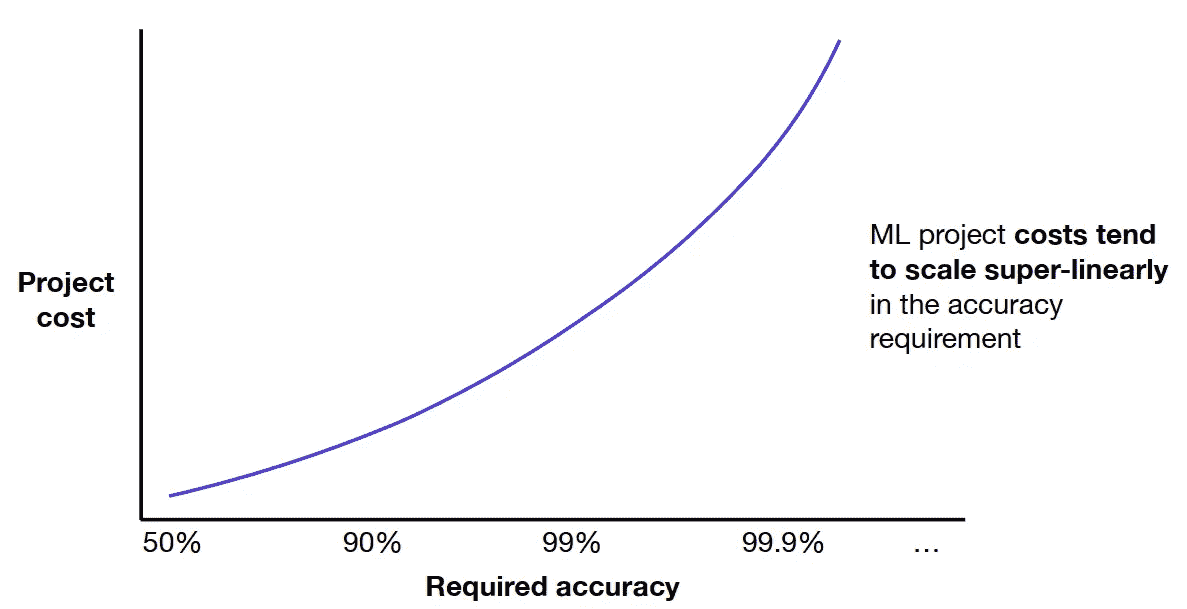 Project
cost
ML project costs tend
to scale super-linearly
in the accuracy
requirement
50% 90% 99% 99.9% ...
Required accuracy